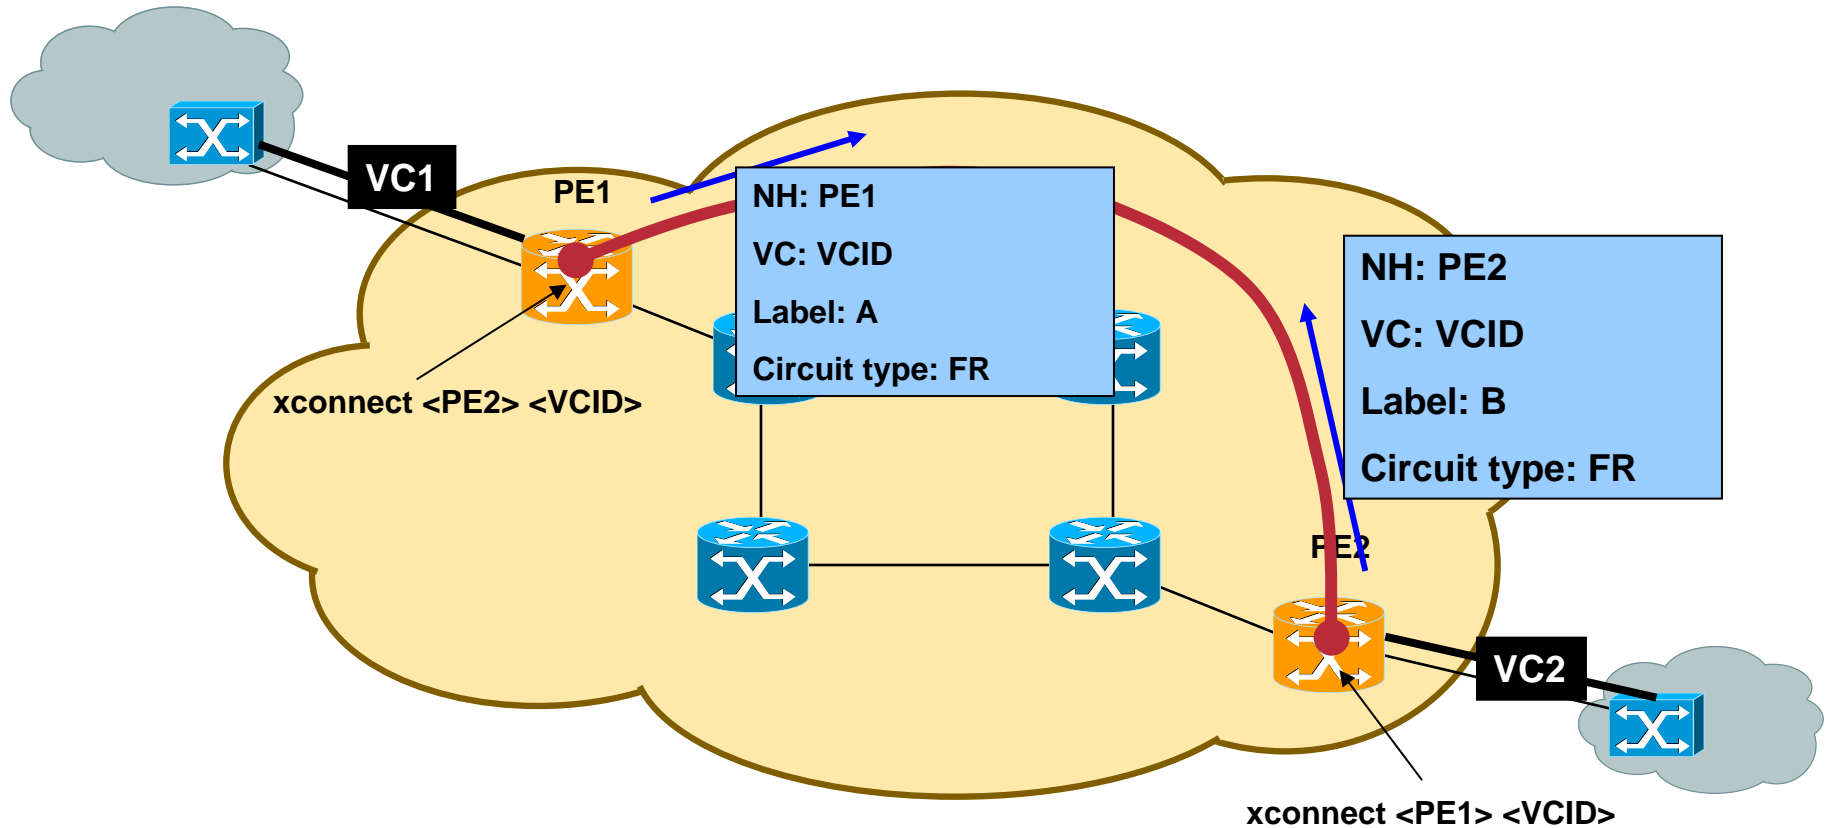 VC1
PE1
NH: PE1
VC: VCID
Label: A
Circuit type: FR
NH: PE2
VC: VCID
Label: B
Circuit type: FR
xconnect <PE2> <VCID>
PE2
VC2
xconnect <PE1> <VCID>